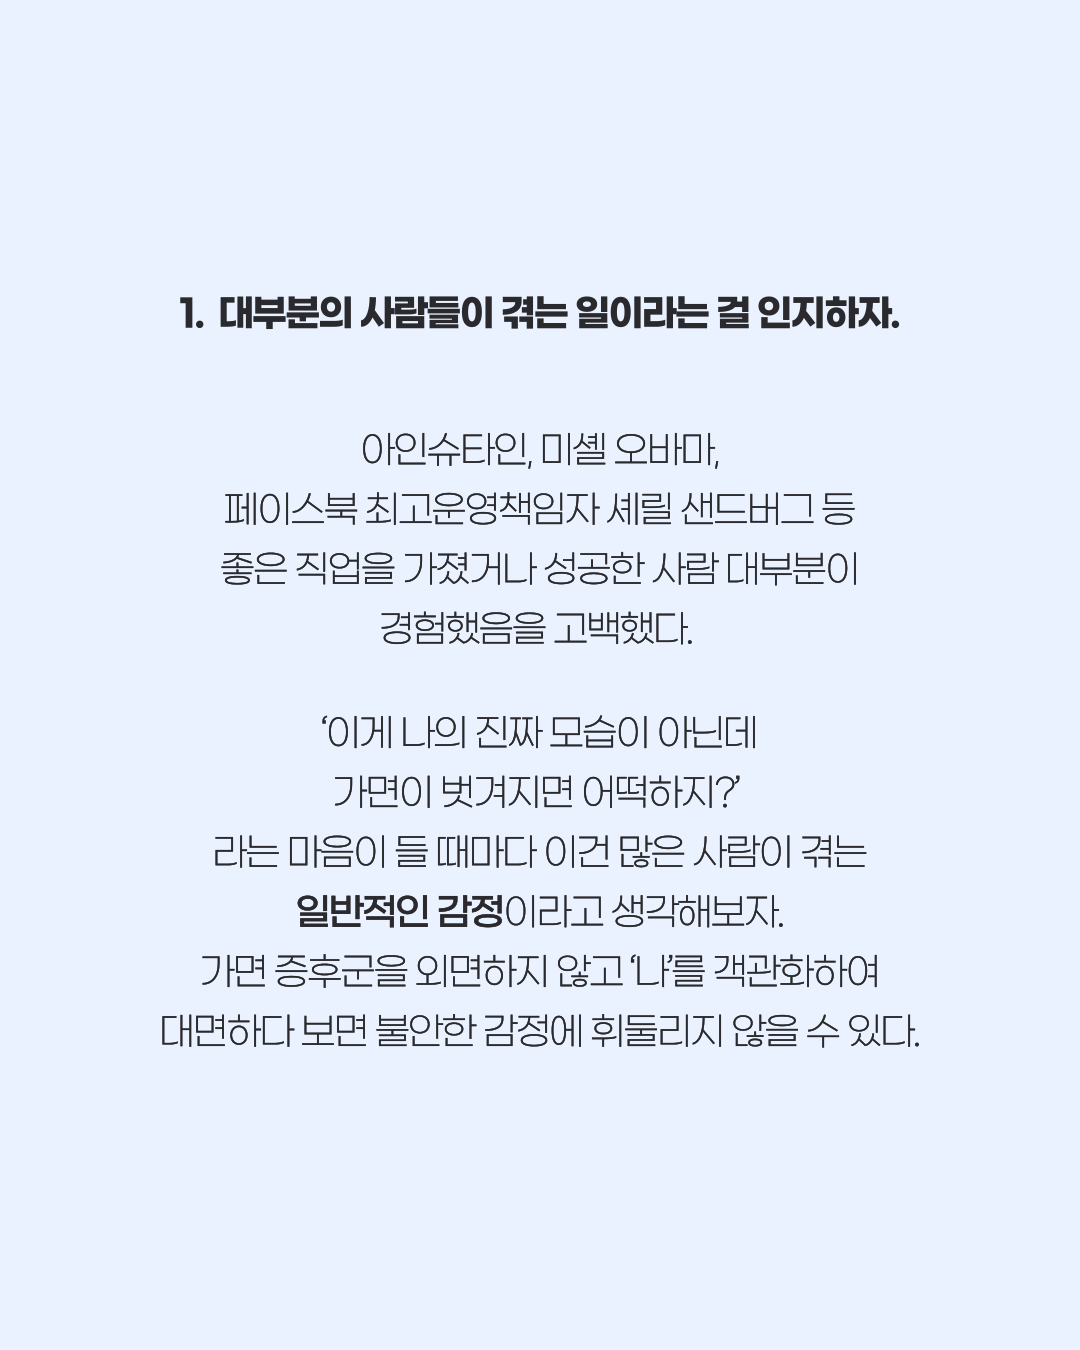 1. 대부분의 사람들이 겪는 일이라는 걸 인지하자.
아인슈타인, 미셸 오바마,
페이스북 최고운영책임자 셰릴 샌드버그 등
좋은 직업을 가졌거나 성공한 사람 대부분이
경험했음을 고백했다.
‘이게 나의 진짜 모습이 아닌데
가면이 벗겨지면 어떡하지?’
라는 마음이 들 때마다 이건 많은 사람이 겪는
일반적인 감정이라고 생각해보자.
가면 증후군을 외면하지 않고 ‘나’를 객관화하여
대면하다 보면 불안한 감정에 휘둘리지 않을 수 있다.